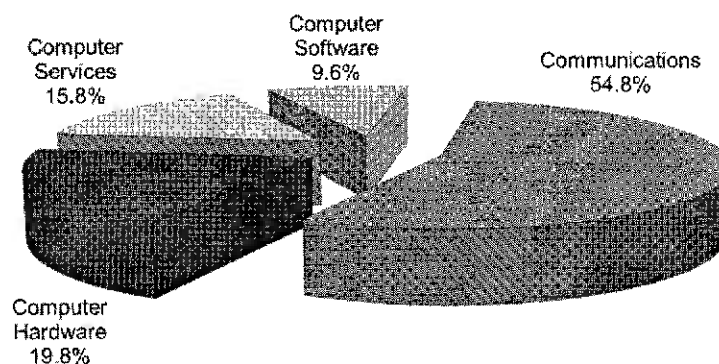 Computer
Services
15.8%
Computer
Software
9.6%
Communications
54.8%
Computer
Hardware
19.8%